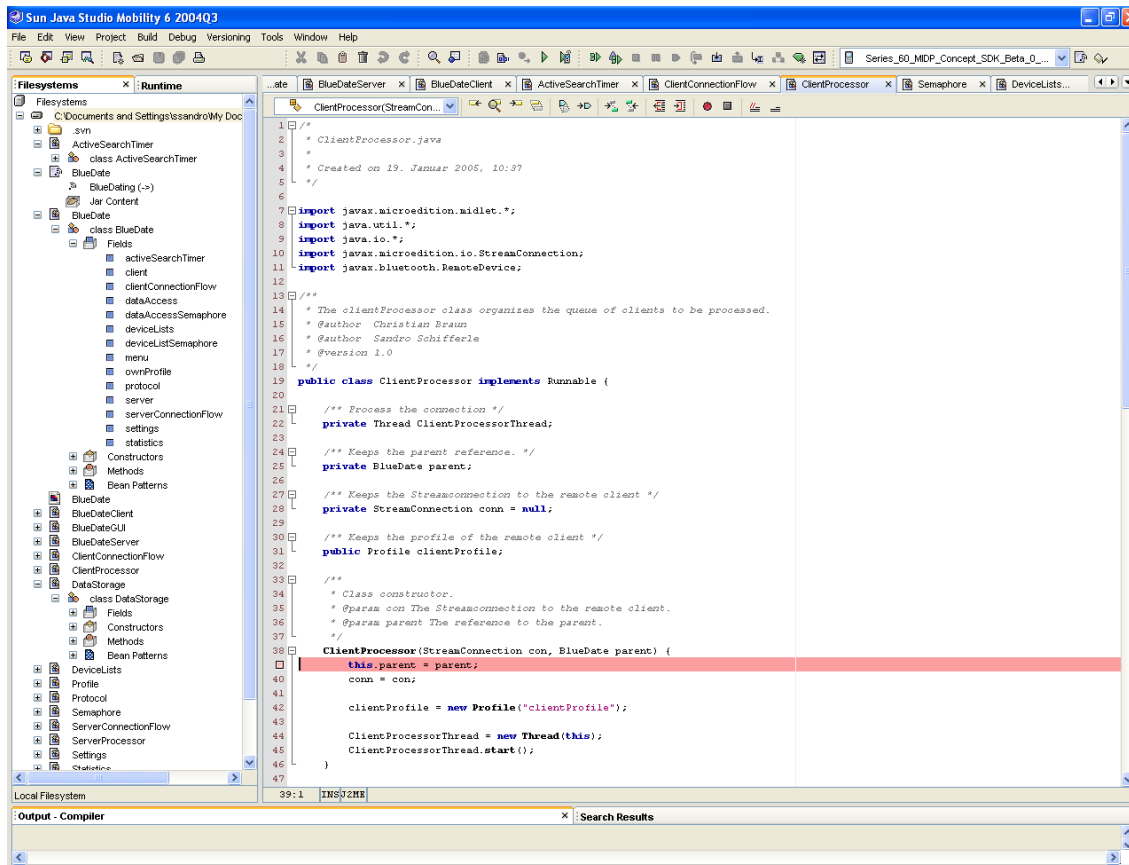 Sun Java Studio Mobility 6 2004Q3
File Edit View Project Build Debug Versioning Tools Window Help
Series_60_MIDP_Concept_SDK_Beta_0_...
Filesystems × Runtime
...ate BlueDateServer × BlueDateClient × ActiveSearchTimer × ClientConnectionFlow × ClientProcessor × Semaphore × DeviceLists...
Filesystems
C:\Documents and Settings\ssandro\My Doc
.svn
ActiveSearchTimer
class ActiveSearchTimer
BlueDate
BlueDating (->)
Jar Content
BlueDate
class BlueDate
Fields
activeSearchTimer
client
clientConnectionFlow
dataAccess
dataAccessSemaphore
deviceLists
deviceListSemaphore
menu
ownProfile
protocol
server
serverConnectionFlow
settings
statistics
Constructors
Methods
Bean Patterns
BlueDate
BlueDateClient
BlueDateGUI
BlueDateServer
ClientConnectionFlow
ClientProcessor
DataStorage
class DataStorage
Fields
Constructors
Methods
Bean Patterns
DeviceLists
Profile
Protocol
Semaphore
ServerConnectionFlow
ServerProcessor
Settings
Statistics
Local Filesystem
ClientProcessor(StreamCon...
1 /*
2 * ClientProcessor.java
3 *
4 * Created on 19. Januar 2005, 10:37
5 */
6
7 import javax.microedition.midlet.*;
8 import java.util.*;
9 import java.io.*;
10 import javax.microedition.io.StreamConnection;
11 import javax.bluetooth.RemoteDevice;
12
13 /**
14 * The clientProcessor class organizes the queue of clients to be processed.
15 * @author Christian Braun
16 * @author Sandro Schifferle
17 * @version 1.0
18 */
19 public class ClientProcessor implements Runnable {
20
21 /** Process the connection */
22 private Thread ClientProcessorThread;
23
24 /** Keeps the parent reference. */
25 private BlueDate parent;
26
27 /** Keeps the Streamconnection to the remote client */
28 private StreamConnection conn = null;
29
30 /** Keeps the profile of the remote client */
31 public Profile clientProfile;
32
33 /**
34 * Class constructor.
35 * @param con The Streamconnection to the remote client.
36 * @param parent The reference to the parent.
37 */
38 ClientProcessor(StreamConnection con, BlueDate parent) {
this.parent = parent;
40 conn = con;
41
42 clientProfile = new Profile("clientProfile");
43
44 ClientProcessorThread = new Thread(this);
45 ClientProcessorThread.start();
46 }
47
39:1 INS J2ME
Output - Compiler × Search Results